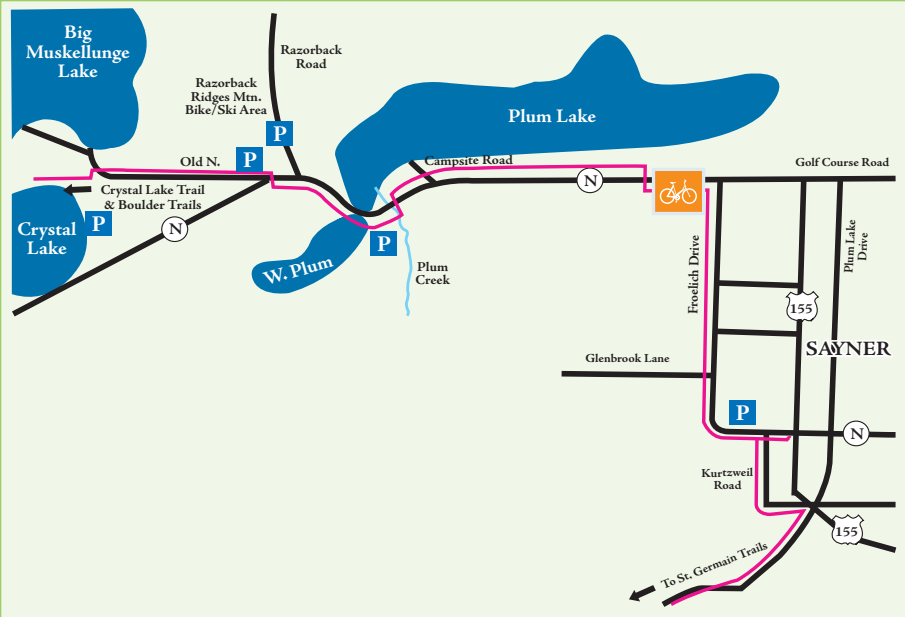 Big
Muskellunge
Lake
Razorback
Road
Razorback
Ridges Mtn.
Bike/Ski Area
P
P
Plum Lake
Old N.
Campsite Road
Golf Course Road
N
Crystal Lake Trail
& Boulder Trails
P
N
Crystal
Lake
P
W. Plum
Plum
Creek
Froelich Drive
Plum Lake
Drive
155
SAYNER
Glenbrook Lane
P
N
Kurtzweil
Road
155
To St. Germain Trails